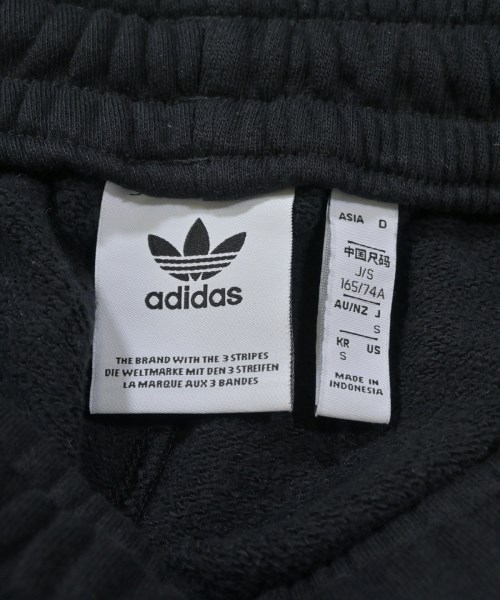 adidas
THE BRAND WITH THE 3 STRIPES
DIE WELTMARKE MIT DEN 3 STREIFEN
LA MARQUE AUX 3 BANDES
ASIA D
中国尺码
J/S
165/74A
AU/NZ J
S
KR US
S
MADE IN
INDONESIA